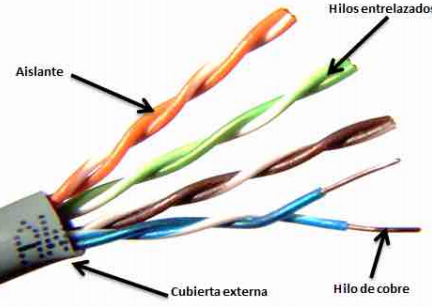 Hilos entrelazados
Aislante
Cubierta externa
Hilo de cobre